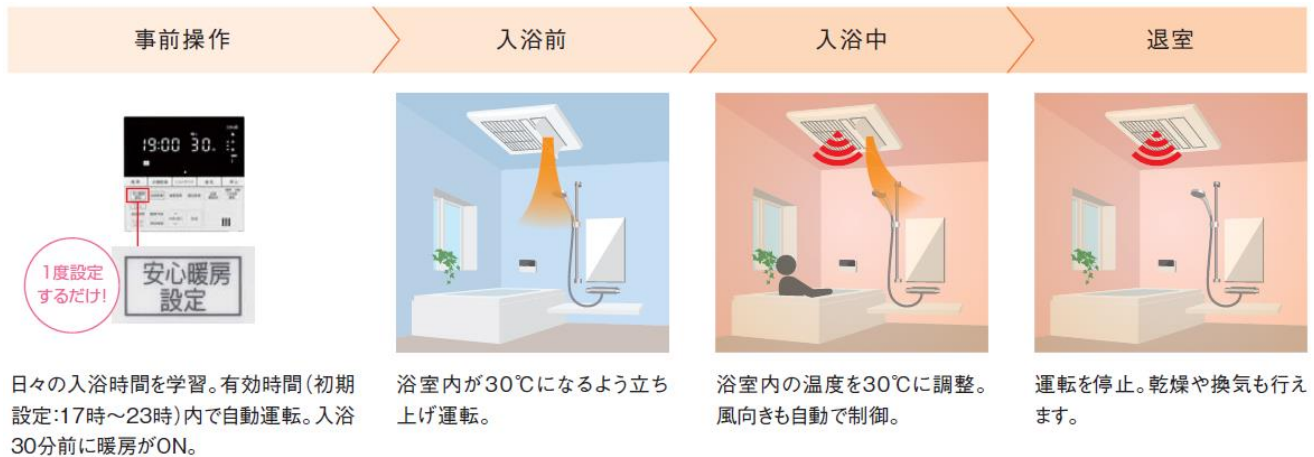 事前操作
入浴前
入浴中
退室
19:00 30
1度設定
するだけ!
安心暖房
設定
日々の入浴時間を学習。有効時間(初期
設定:17時〜23時)内で自動運転。入浴
30分前に暖房がON。
浴室内が30℃になるよう立ち
上げ運転。
浴室内の温度を30℃に調整。
風向きも自動で制御。
運転を停止。乾燥や換気も行え
ます。